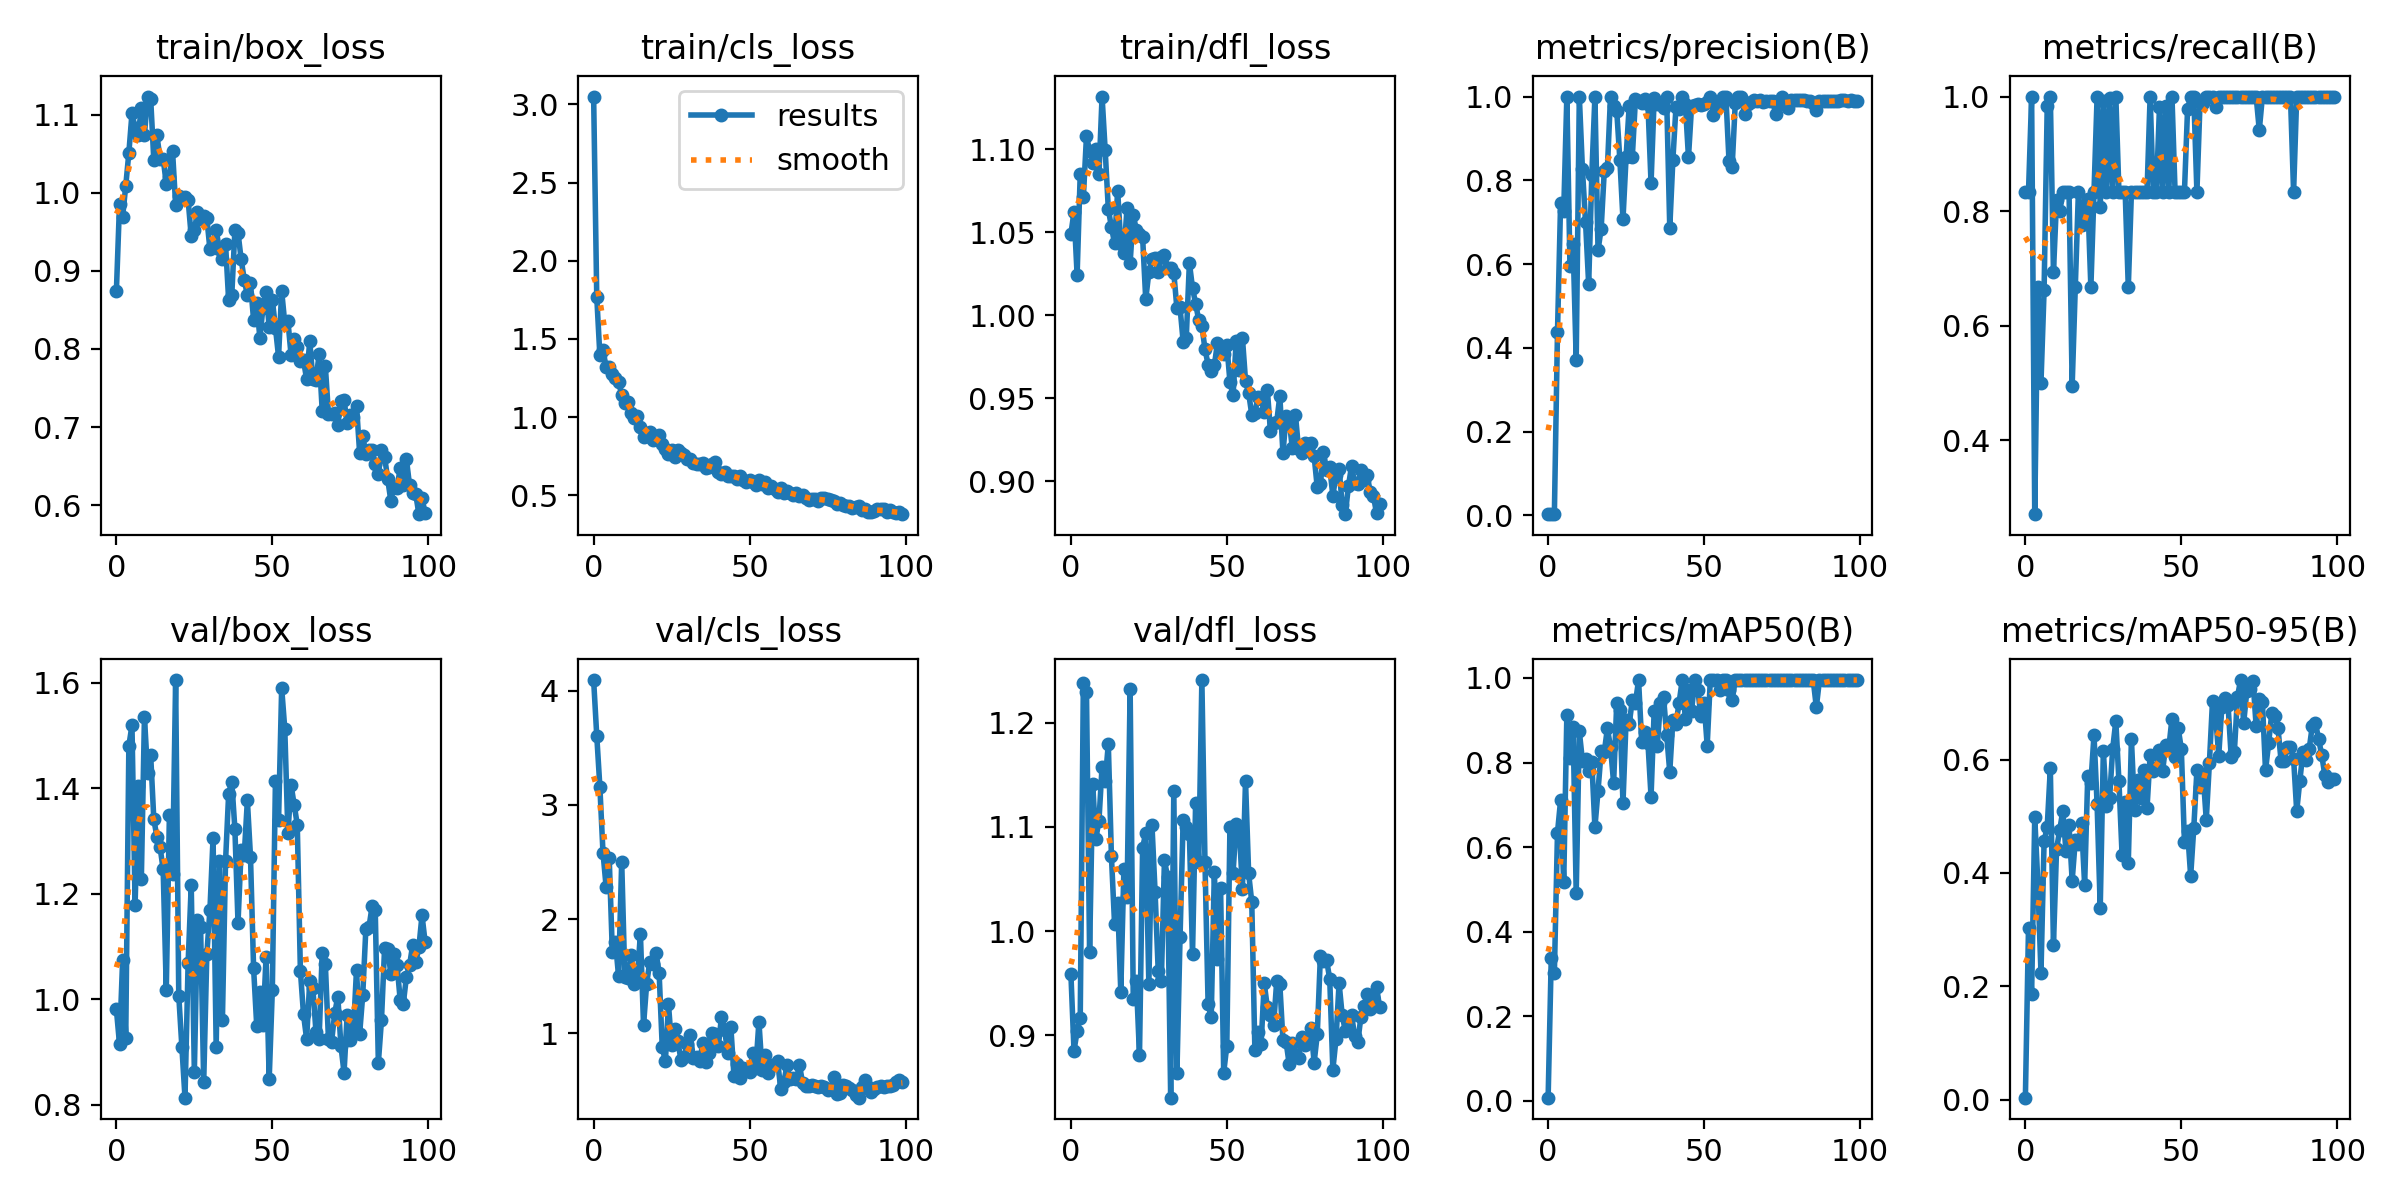 train/box_loss
1.1
1.0
0.9
0.8
0.7
0.6
0 50 100
train/cls_loss
results
smooth
3.0
2.5
2.0
1.5
1.0
0.5
0 50 100
train/dfl_loss
1.10
1.05
1.00
0.95
0.90
0 50 100
metrics/precision(B)
1.0
0.8
0.6
0.4
0.2
0.0
0 50 100
metrics/recall(B)
1.0
0.8
0.6
0.4
0 50 100
val/box_loss
1.6
1.4
1.2
1.0
0.8
0 50 100
val/cls_loss
4
3
2
1
0 50 100
val/dfl_loss
1.2
1.1
1.0
0.9
0 50 100
metrics/mAP50(B)
1.0
0.8
0.6
0.4
0.2
0.0
0 50 100
metrics/mAP50-95(B)
0.6
0.4
0.2
0.0
0 50 100